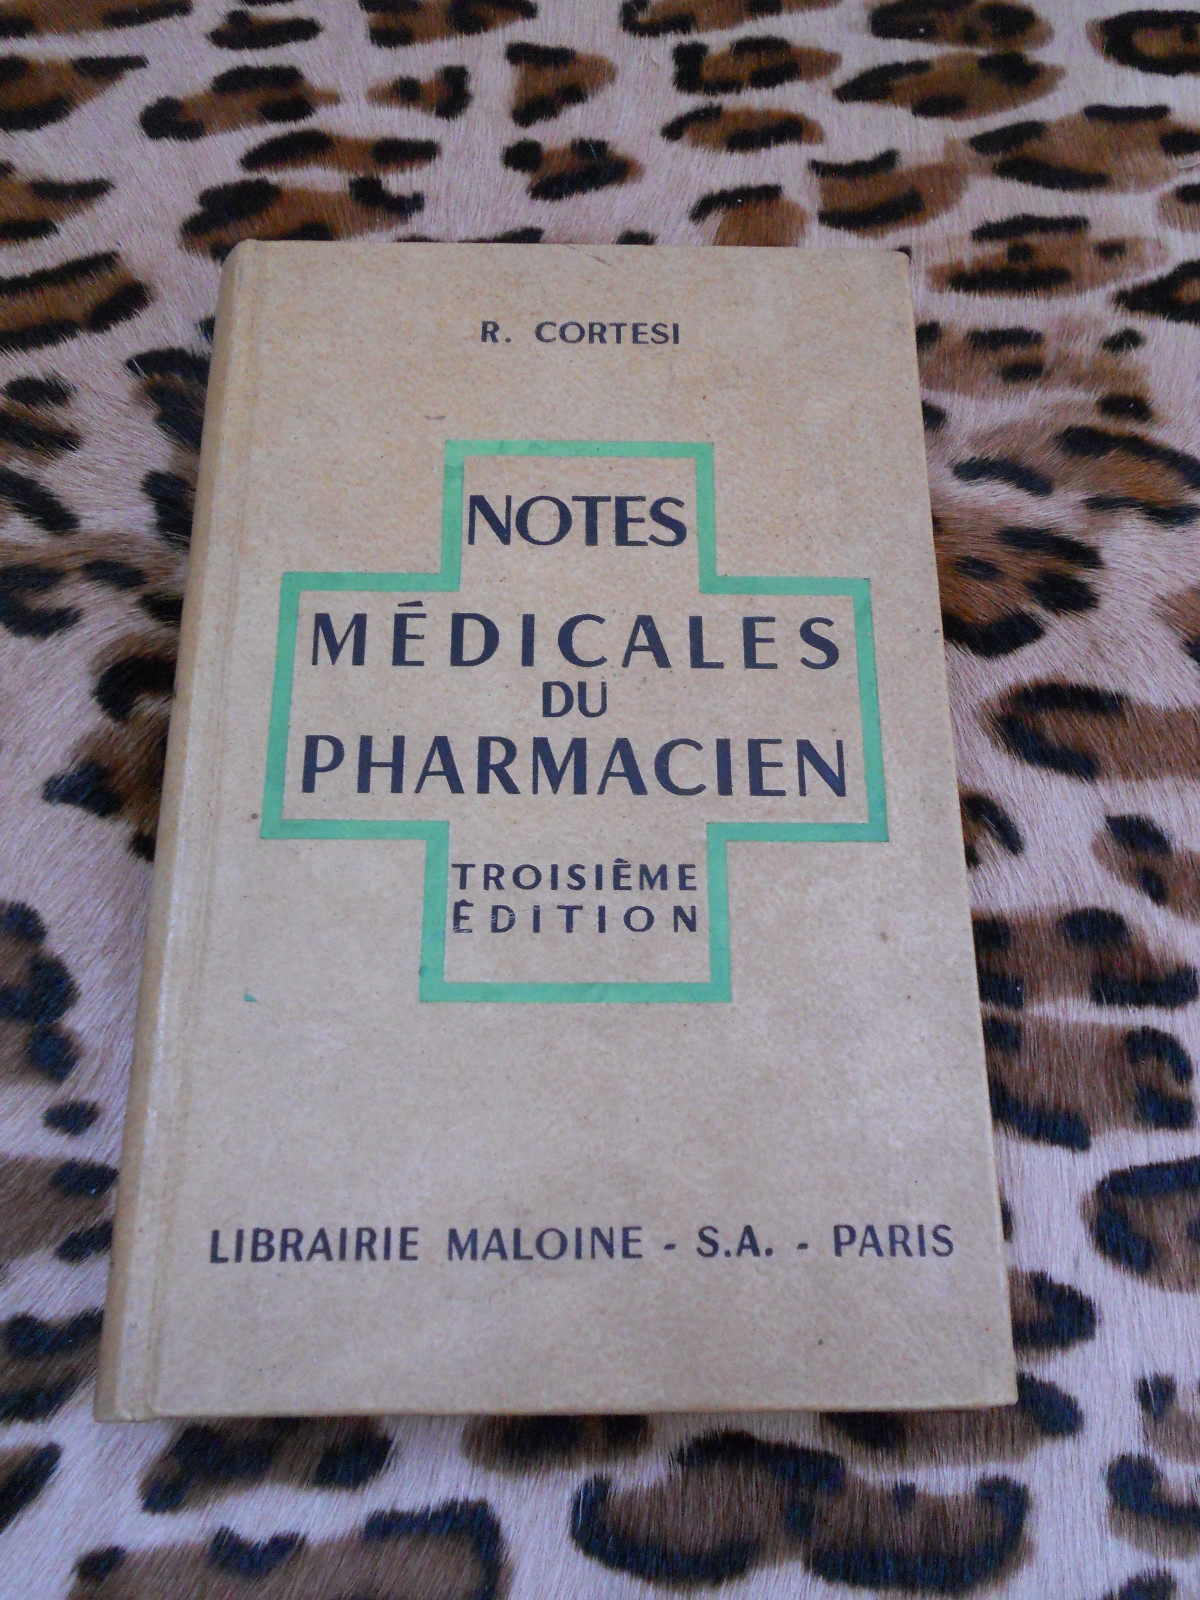 R. CORTESI
NOTES
MÉDICALES
DU
PHARMACIEN
TROISIÈME
ÉDITION
LIBRAIRIE MALOINE - S.A. - PARIS